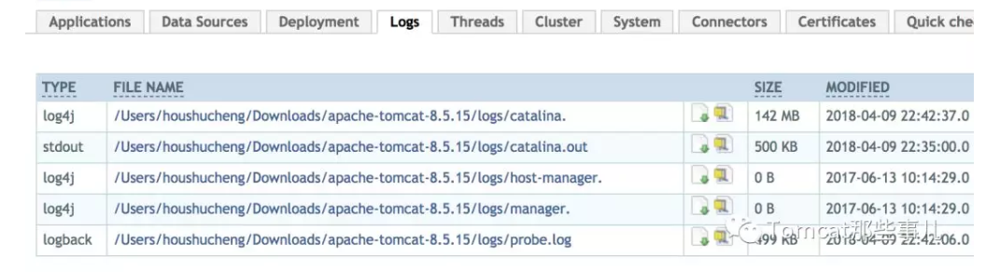 Applications Data Sources Deployment Logs Threads Cluster System Connectors Certificates Quick che
TYPE FILE NAME SIZE MODIFIED
log4j /Users/houshucheng/Downloads/apache-tomcat-8.5.15/logs/catalina. 142 MB 2018-04-09 22:42:37.0
stdout /Users/houshucheng/Downloads/apache-tomcat-8.5.15/logs/catalina.out 500 KB 2018-04-09 22:35:00.0
log4j /Users/houshucheng/Downloads/apache-tomcat-8.5.15/logs/host-manager. 0 B 2017-06-13 10:14:29.0
log4j /Users/houshucheng/Downloads/apache-tomcat-8.5.15/logs/manager. 0 B 2017-06-13 10:14:29.0
logback /Users/houshucheng/Downloads/apache-tomcat-8.5.15/logs/probe.log 499 KB 2018-04-09 22:42:06.0
Tomcat那些事儿